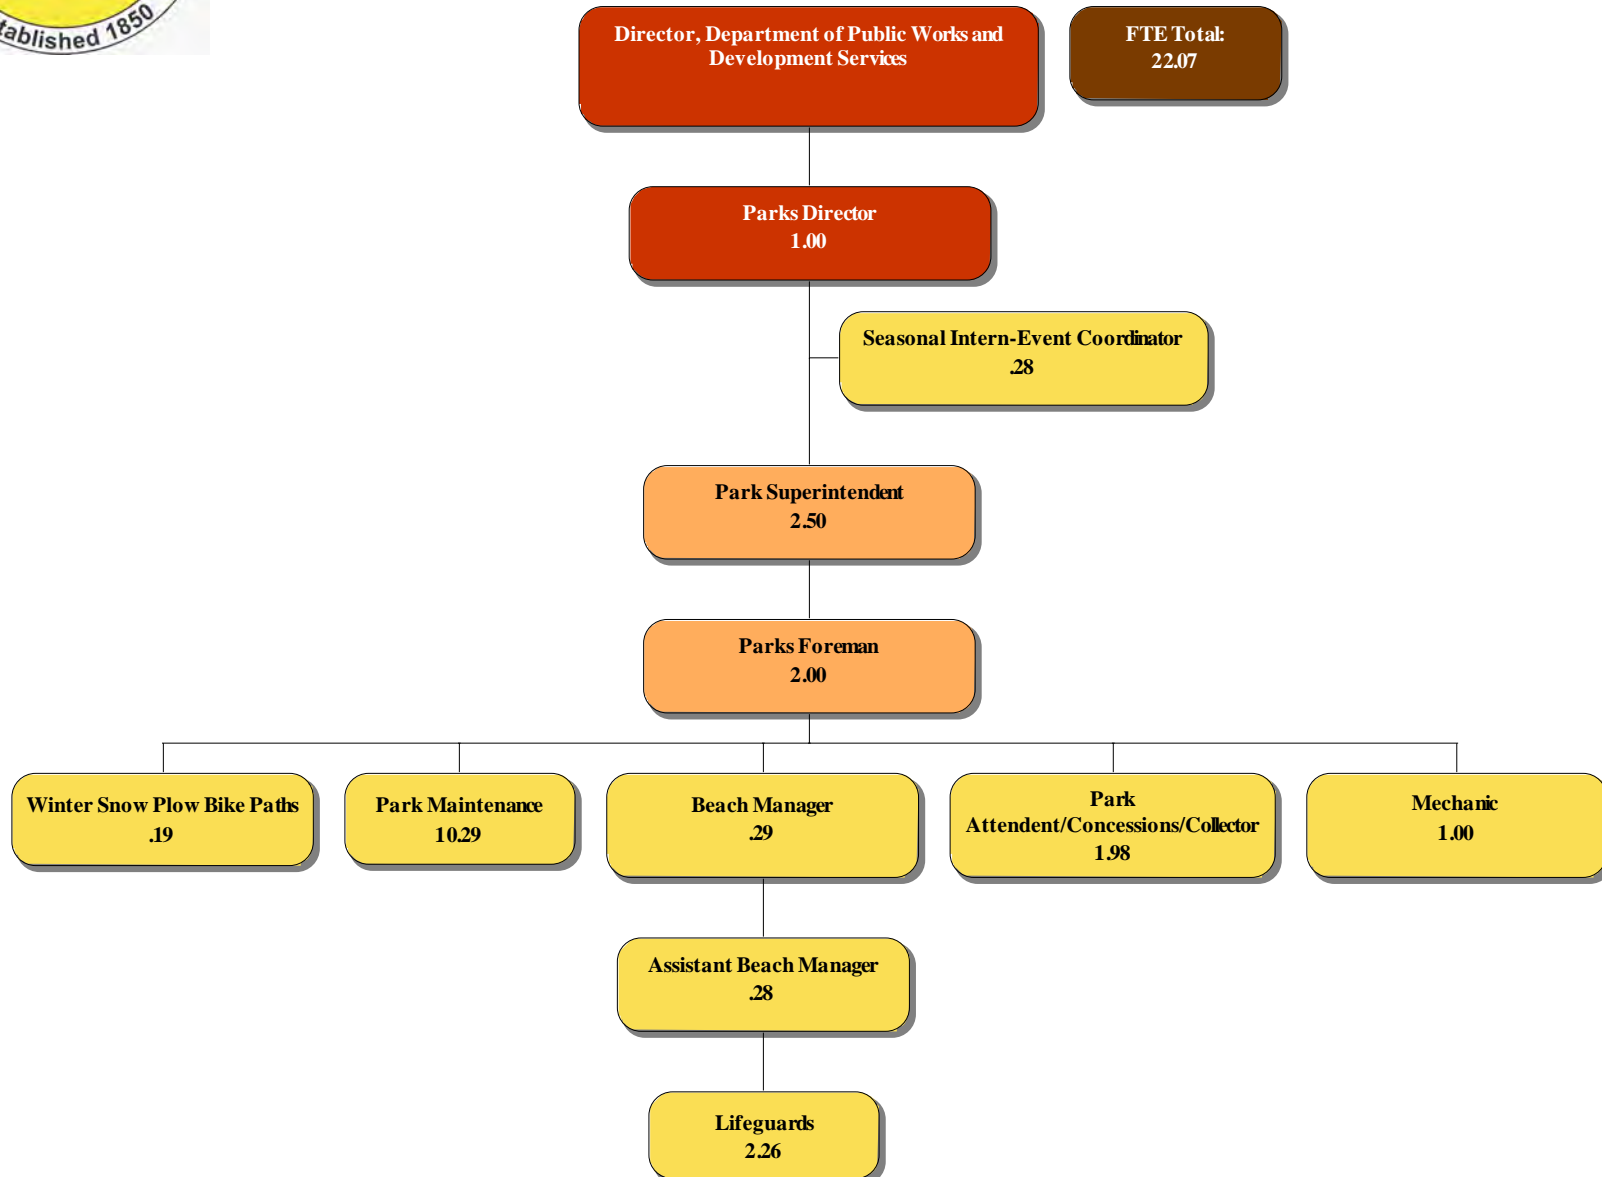 tablished 1850
Director, Department of Public Works and
Development Services
FTE Total:
22.07
Parks Director
1.00
Seasonal Intern-Event Coordinator
.28
Park Superintendent
2.50
Parks Foreman
2.00
Winter Snow Plow Bike Paths
.19
Park Maintenance
10.29
Beach Manager
.29
Park
Attendent/Concessions/Collector
1.98
Mechanic
1.00
Assistant Beach Manager
.28
Lifeguards
2.26